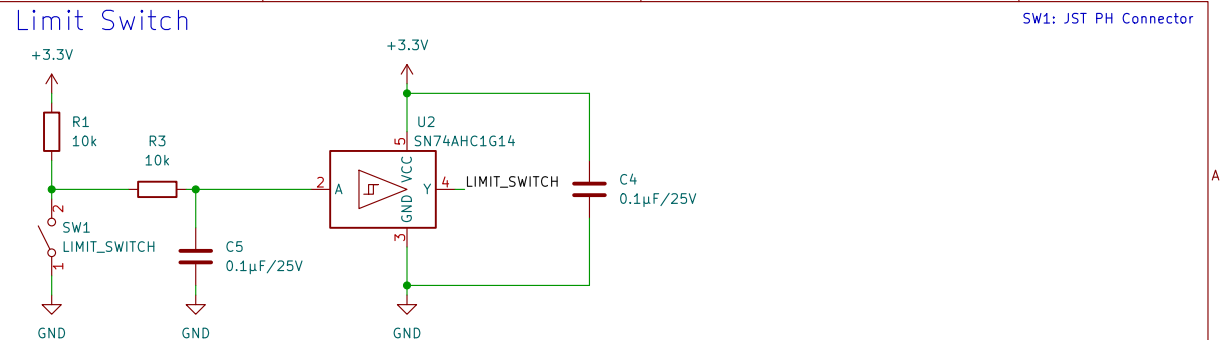 Limit Switch
SW1: JST PH Connector
+3.3V
+3.3V
R1
10k
R3
10k
U2
SN74AHC1G14
5
VCC
2
A
Y
4
GND
3
LIMIT_SWITCH
C4
0.1µF/25V
2
SW1
LIMIT_SWITCH
1
C5
0.1µF/25V
GND
GND
GND
A